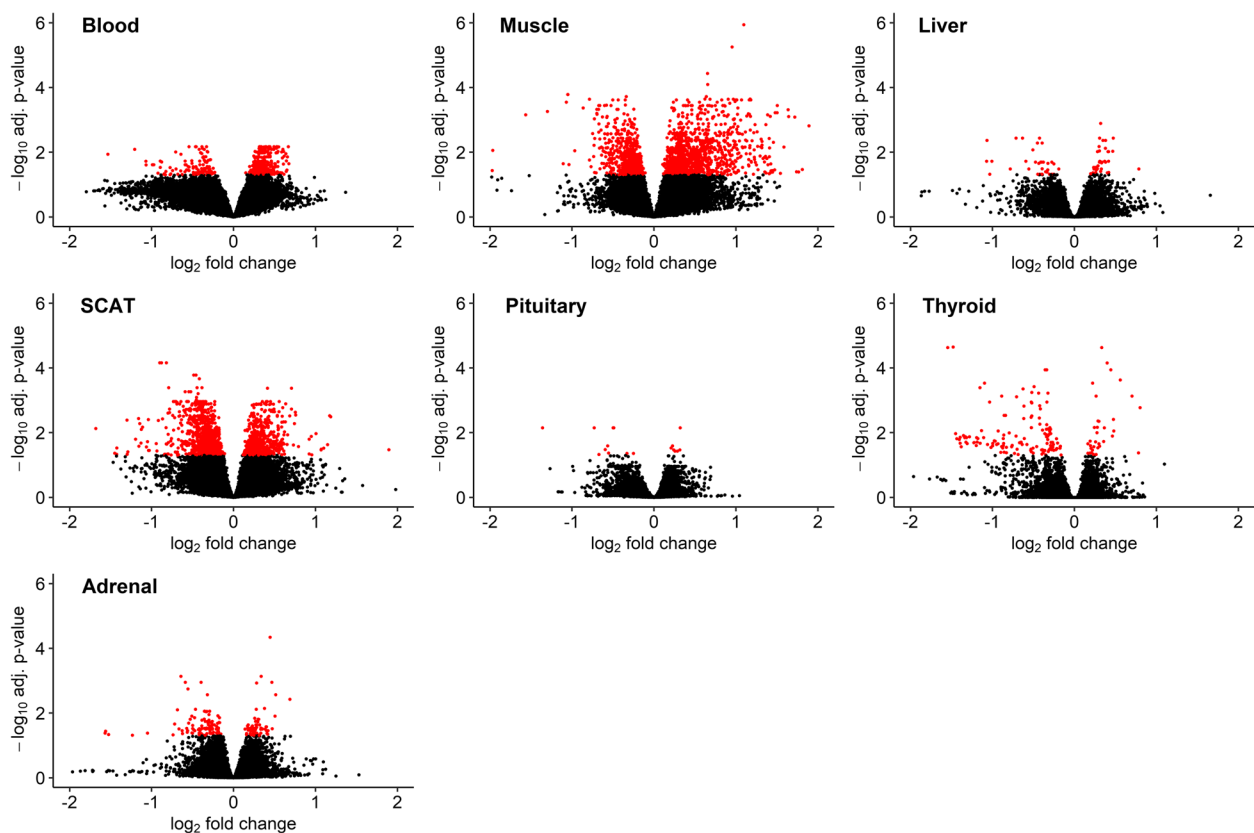 Blood
6
4
2
0
− log10 adj. p-value
-2 -1 0 1 2
log2 fold change
Muscle
6
4
2
0
− log10 adj. p-value
-2 -1 0 1 2
log2 fold change
Liver
6
4
2
0
− log10 adj. p-value
-2 -1 0 1 2
log2 fold change
SCAT
6
4
2
0
− log10 adj. p-value
-2 -1 0 1 2
log2 fold change
Pituitary
6
4
2
0
− log10 adj. p-value
-2 -1 0 1 2
log2 fold change
Thyroid
6
4
2
0
− log10 adj. p-value
-2 -1 0 1 2
log2 fold change
Adrenal
6
4
2
0
− log10 adj. p-value
-2 -1 0 1 2
log2 fold change